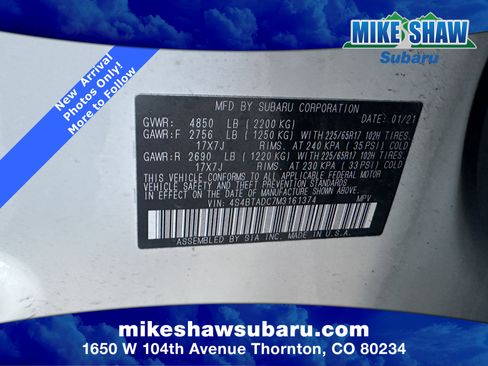 New Arrival
Photos Only!
More to Follow
MIKE SHAW
Subaru
MFD BY SUBARU CORPORATION 01/21
GVWR: 4850 LB (2200 KG)
GAWR:F 2756 LB (1250 KG) WITH 225/65R17 102H TIRES,
17X7J RIMS, AT 240 KPA (35 PSI) COLD
GAWR:R 2690 LB (1220 KG) WITH 225/65R17 102H TIRES,
17X7J RIMS, AT 230 KPA (33 PSI) COLD
THIS VEHICLE CONFORMS TO ALL APPLICABLE FEDERAL MOTOR
VEHICLE SAFETY AND THEFT PREVENTION STANDARDS
IN EFFECT ON THE DATE OF MANUFACTURE SHOWN ABOVE.
VIN: 4S4BTADC7M3161374 MPV
ASSEMBLED BY SIA INC. IN U.S.A.
mikeshawsubaru.com
1650 W 104th Avenue Thornton, CO 80234